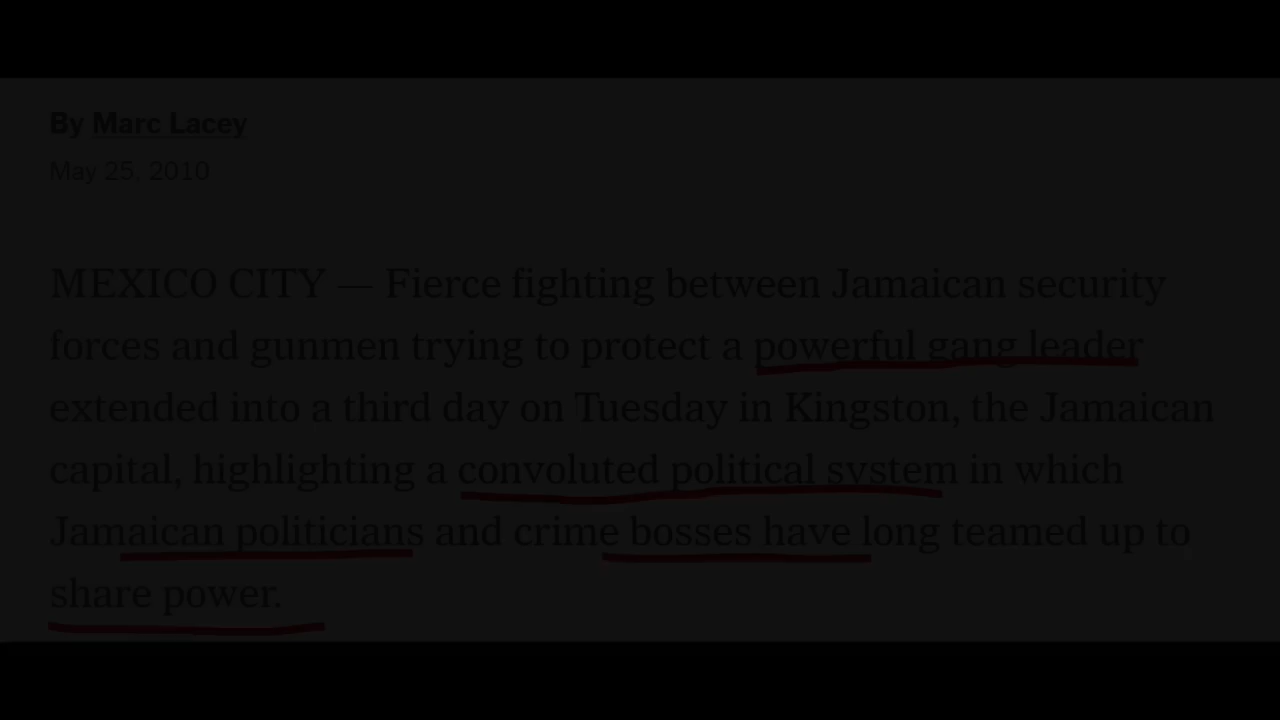 By Marc Lacey
May 25, 2010
MEXICO CITY — Fierce fighting between Jamaican security
forces and gunmen trying to protect a powerful gang leader
extended into a third day on Tuesday in Kingston, the Jamaican
capital, highlighting a convoluted political system in which
Jamaican politicians and crime bosses have long teamed up to
share power.